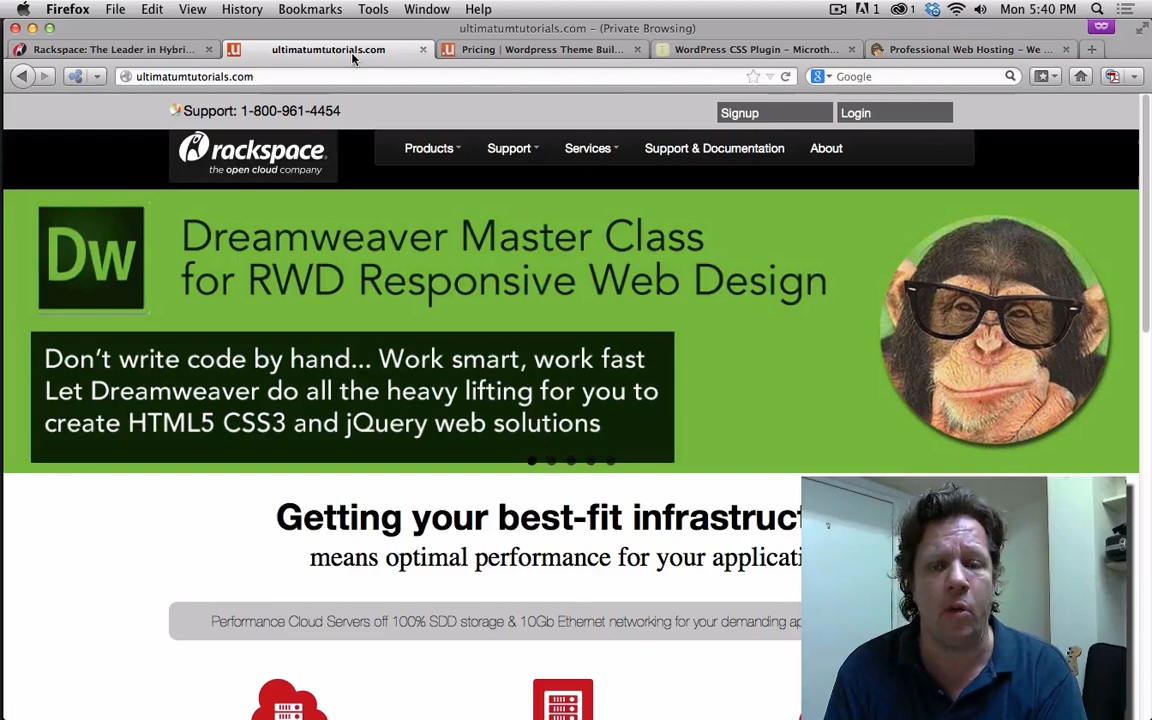 Firefox File Edit View History Bookmarks Tools Window Help
1 1 Mon 5:40 PM
ultimatumtutorials.com – (Private Browsing)
Rackspace: The Leader in Hybri...
ultimatumtutorials.com
Pricing | Wordpress Theme Buil...
WordPress CSS Plugin – Microth...
Professional Web Hosting – We ...
ultimatumtutorials.com
Google
Support: 1-800-961-4454
Signup
Login
rackspace.
the open cloud company
Products
Support
Services
Support & Documentation
About
Dw
Dreamweaver Master Class
for RWD Responsive Web Design
Don't write code by hand... Work smart, work fast
Let Dreamweaver do all the heavy lifting for you to
create HTML5 CSS3 and jQuery web solutions
Getting your best-fit infrastruct
means optimal performance for your applicati
Performance Cloud Servers off 100% SDD storage & 10Gb Ethernet networking for your demanding ap